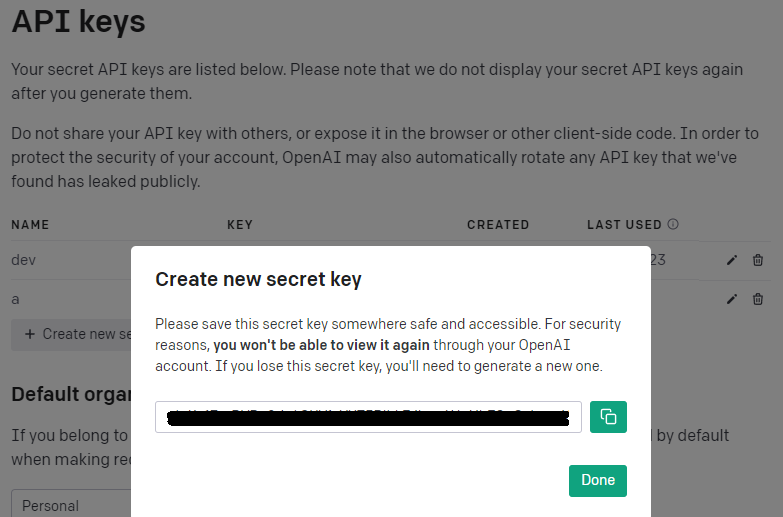 API keys
Your secret API keys are listed below. Please note that we do not display your secret API keys again
after you generate them.
Do not share your API key with others, or expose it in the browser or other client-side code. In order to
protect the security of your account, OpenAI may also automatically rotate any API key that we've
found has leaked publicly.
NAME KEY CREATED LAST USED
dev 23
a
+ Create new se
Create new secret key
Please save this secret key somewhere safe and accessible. For security
reasons, you won't be able to view it again through your OpenAI
account. If you lose this secret key, you'll need to generate a new one.
Done
Default organ
If you belong to d by default
when making rec
Personal